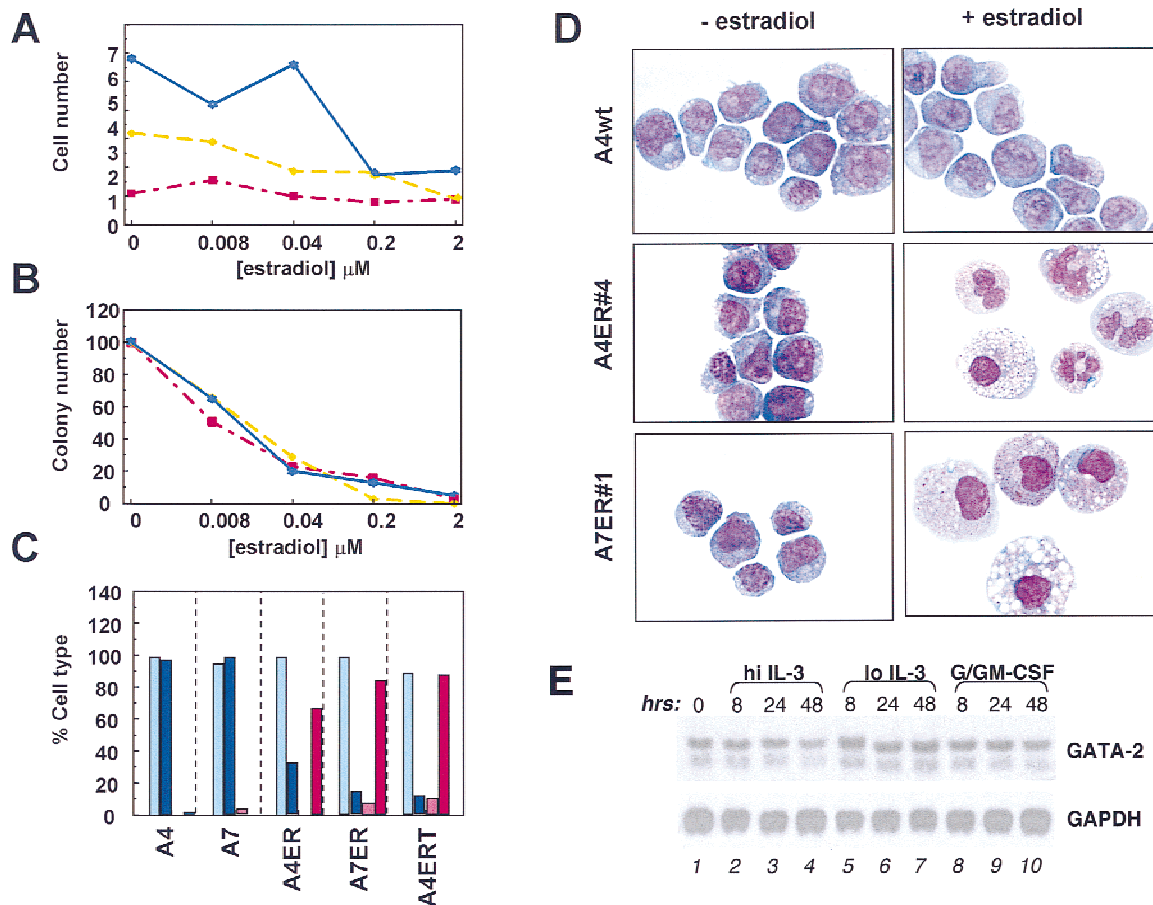 A
Cell number
7
6
5
4
3
2
1
0
0 0.008 0.04 0.2 2
[estradiol] μM
B
Colony number
120
100
80
60
40
20
0
0 0.008 0.04 0.2 2
[estradiol] μM
C
% Cell type
140
120
100
80
60
40
20
0
A4 A7 A4ER A7ER A4ERT
D
- estradiol + estradiol
A4wt
A4ER#4
A7ER#1
E
hi IL-3 lo IL-3 G/GM-CSF
hrs: 0 8 24 48 8 24 48 8 24 48
GATA-2
GAPDH
1 2 3 4 5 6 7 8 9 10